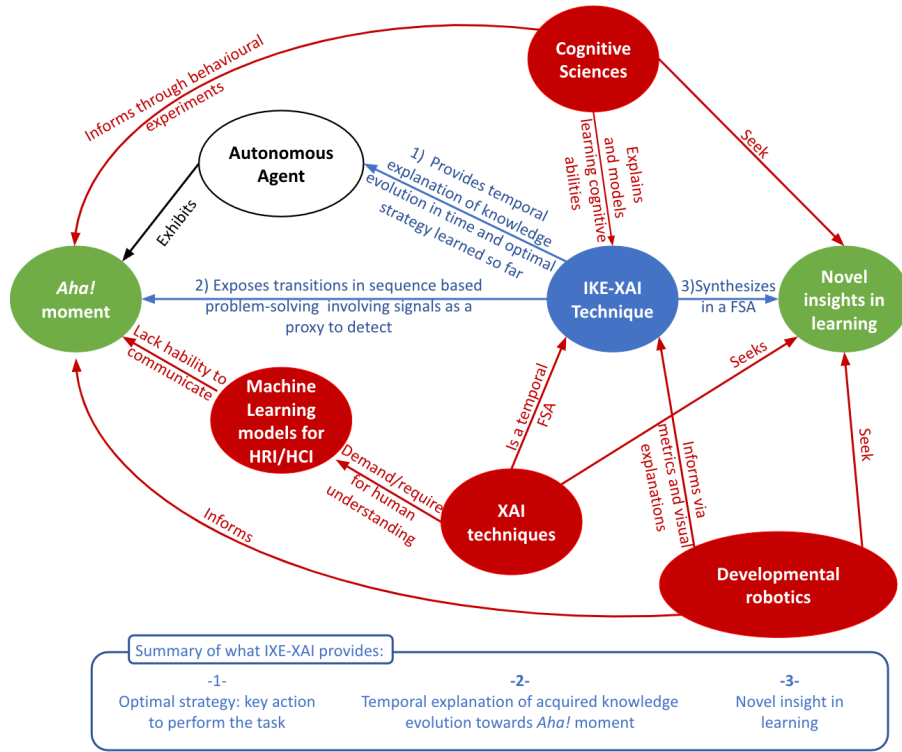 Cognitive
Sciences
Informs through behavioural
experiments
Seek
Explains
and models
learning cognitive
abilities
Autonomous
Agent
1) Provides temporal
explanation of knowledge
evolution in time and optimal
strategy learned so far
Exhibits
Aha!
moment
2) Exposes transitions in sequence based
problem-solving involving signals as a
proxy to detect
IKE-XAI
Technique
3)Synthesizes
in a FSA
Novel
insights in
learning
Lack hability to
communicate
Machine
Learning
models for
HRI/HCI
Is a temporal
FSA
Seeks
Demand/require
for human
understanding
XAI
techniques
Informs via
metrics and visual
explanations
Seek
Informs
Developmental
robotics
Summary of what IXE-XAI provides:
-1-
Optimal strategy: key action
to perform the task
-2-
Temporal explanation of acquired knowledge
evolution towards Aha! moment
-3-
Novel insight in
learning